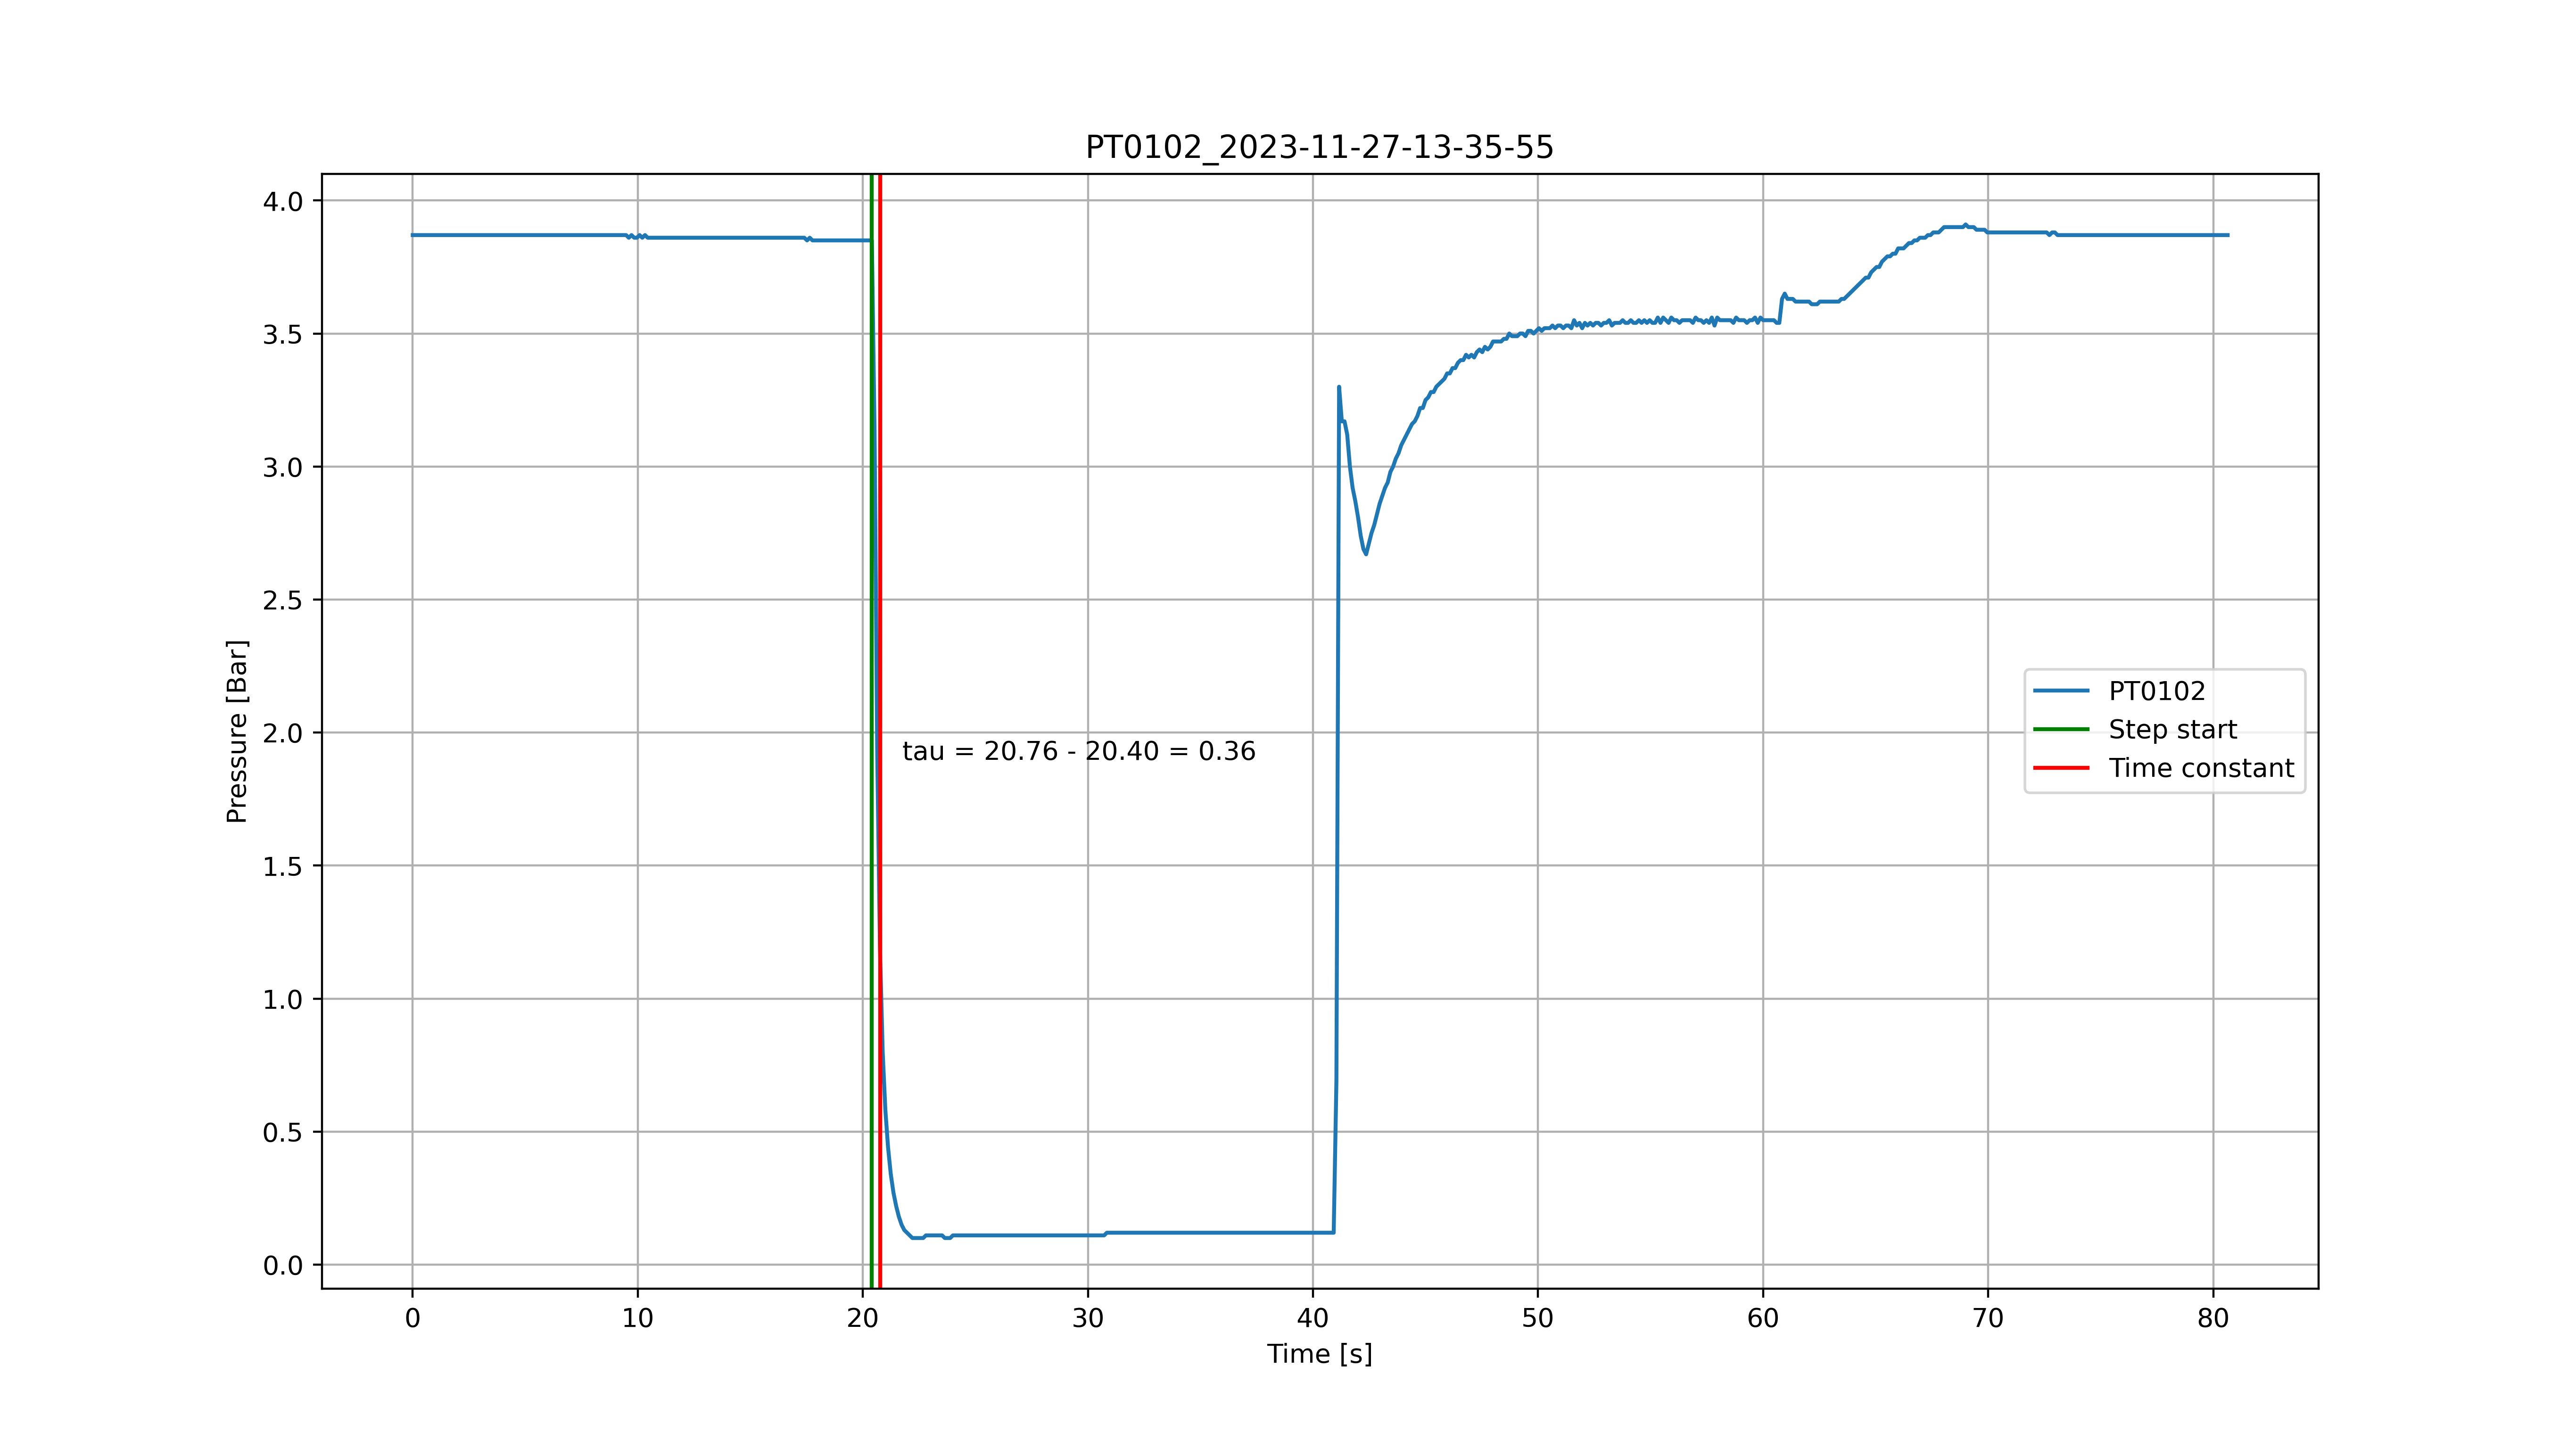 PT0102_2023-11-27-13-35-55
4.0
3.5
3.0
2.5
2.0
1.5
1.0
0.5
0.0
Pressure [Bar]
tau = 20.76 - 20.40 = 0.36
PT0102
Step start
Time constant
0 10 20 30 40 50 60 70 80
Time [s]